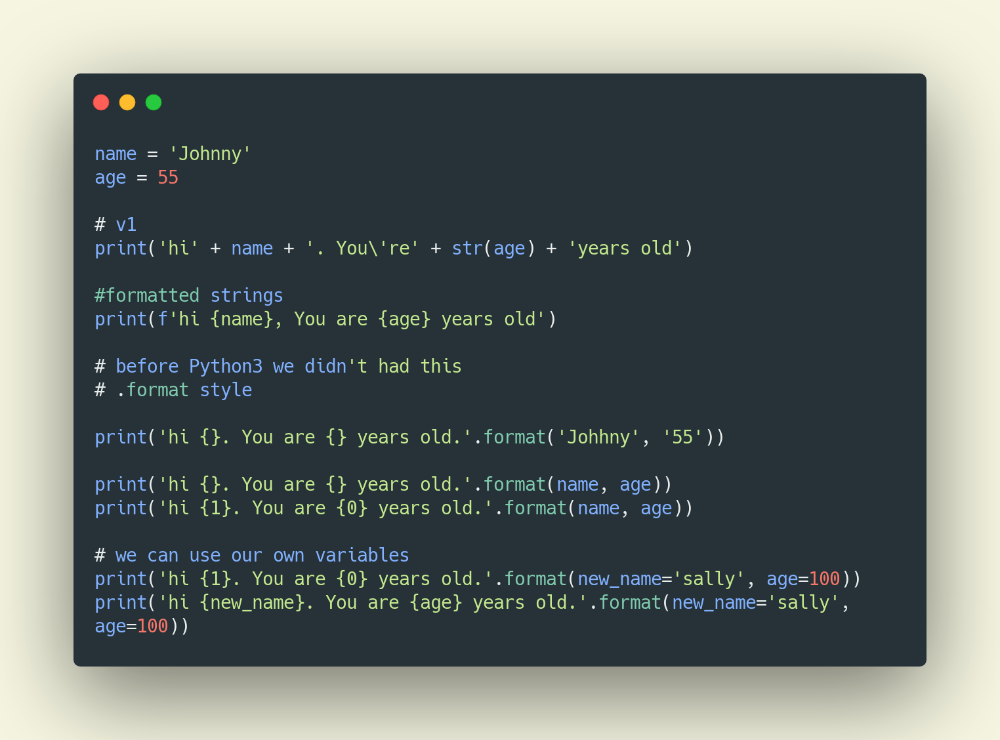 name = 'Johnny'
age = 55
# v1
print('hi' + name + '. You\'re' + str(age) + 'years old')
#formatted strings
print(f'hi {name}, You are {age} years old')
# before Python3 we didn't had this
# .format style
print('hi {}. You are {} years old.'.format('Johhny', '55'))
print('hi {}. You are {} years old.'.format(name, age))
print('hi {1}. You are {0} years old.'.format(name, age))
# we can use our own variables
print('hi {1}. You are {0} years old.'.format(new_name='sally', age=100))
print('hi {new_name}. You are {age} years old.'.format(new_name='sally',
age=100))